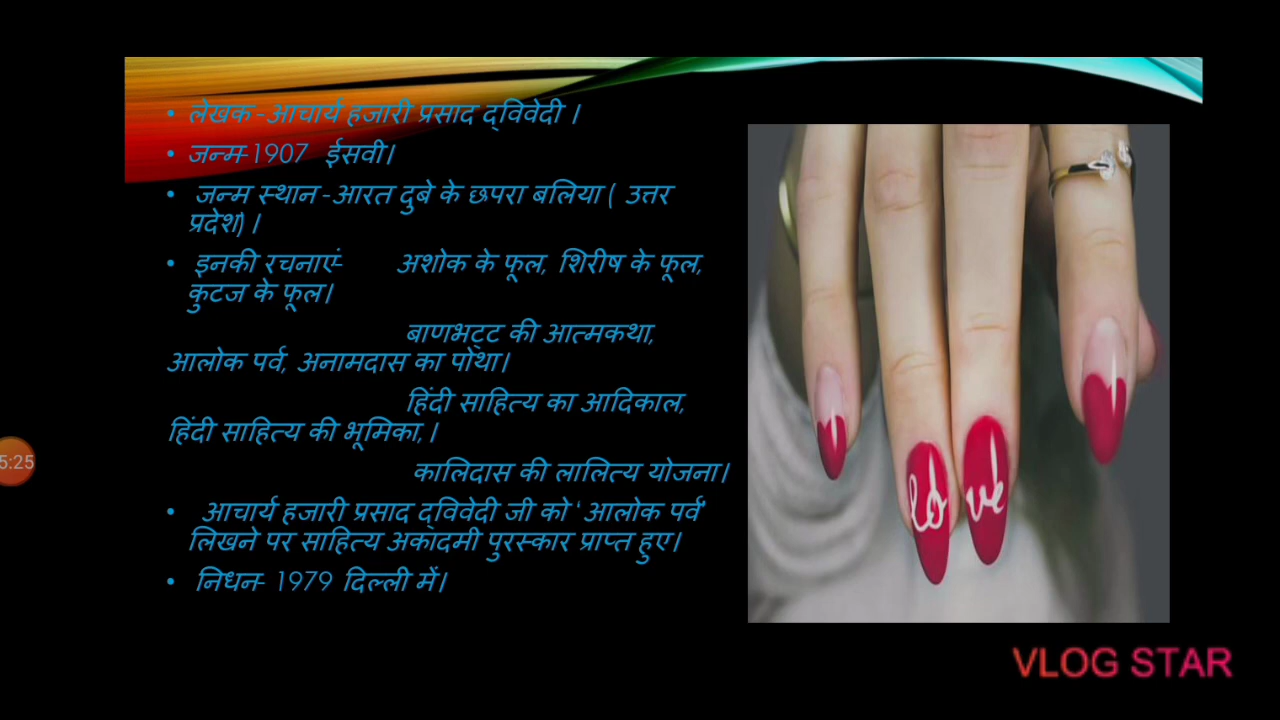 • लेखक-आचार्य हजारी प्रसाद द्विवेदी ।
• जन्म-1907 ईसवी।
• जन्म स्थान-आरत दुबे के छपरा बलिया ( उत्तर
प्रदेश) ।
• इनकी रचनाएं- अशोक के फूल, शिरीष के फूल,
कुटज के फूल।
बाणभट्ट की आत्मकथा,
आलोक पर्व, अनामदास का पोथा।
हिंदी साहित्य का आदिकाल,
हिंदी साहित्य की भूमिका,।
कालिदास की लालित्य योजना।
• आचार्य हजारी प्रसाद द्विवेदी जी को ' आलोक पर्व'
लिखने पर साहित्य अकादमी पुरस्कार प्राप्त हुए।
• निधन- 1979 दिल्ली में।
love
5:25
VLOG STAR